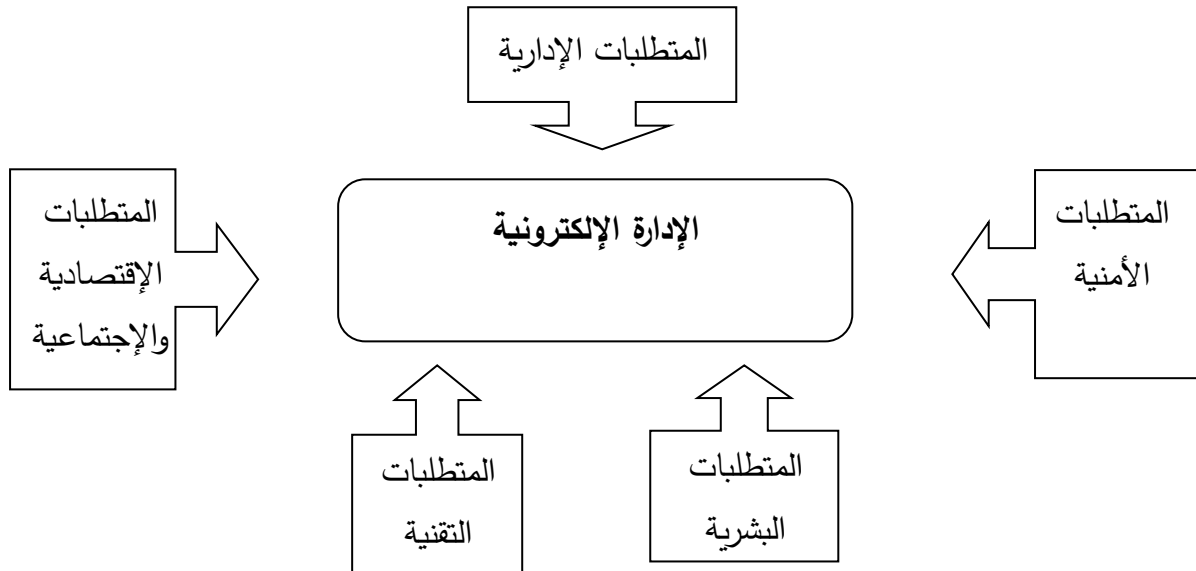 المتطلبات الإدارية
الإدارة الإلكترونية
المتطلبات
الأمنية
المتطلبات
الإقتصادية
والإجتماعية
المتطلبات
البشرية
المتطلبات
التقنية